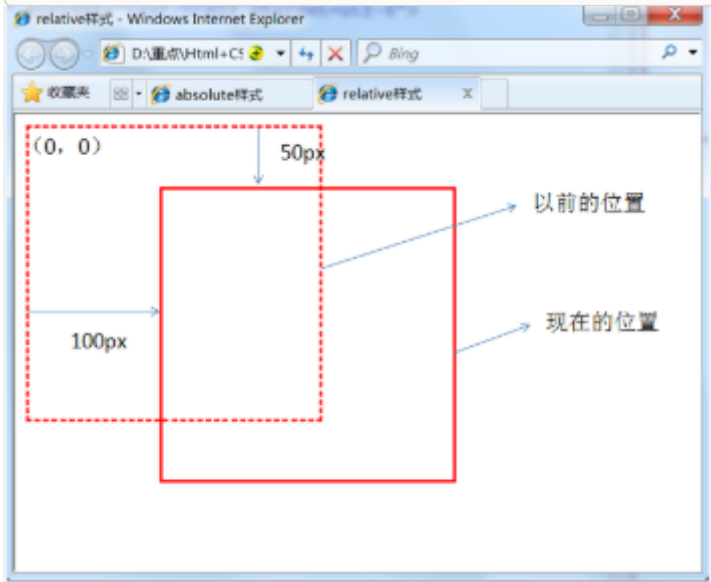 relative样式 - Windows Internet Explorer
D:\重点\Html+CS
Bing
收藏夹
absolute样式
relative样式
x
(0，0)
50px
以前的位置
现在的位置
100px